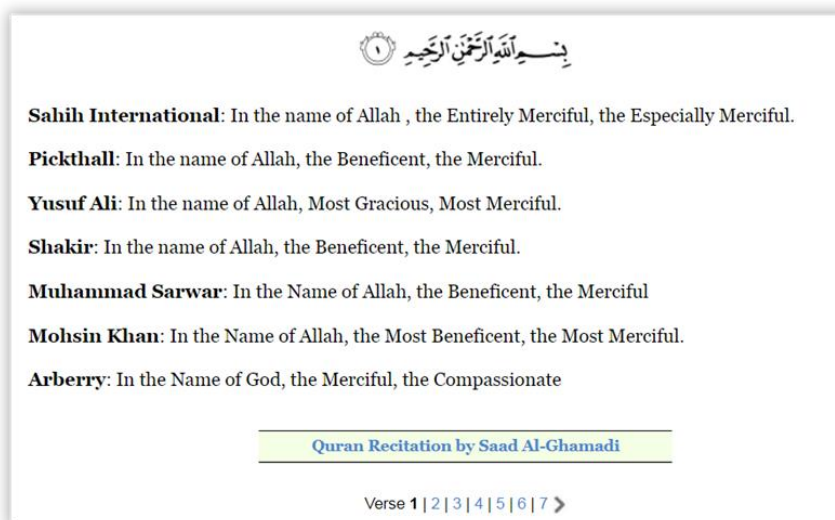 بِسْمِ ٱللَّهِ ٱلرَّحْمَٰنِ ٱلرَّحِيمِ ١
Sahih International: In the name of Allah , the Entirely Merciful, the Especially Merciful.
Pickthall: In the name of Allah, the Beneficent, the Merciful.
Yusuf Ali: In the name of Allah, Most Gracious, Most Merciful.
Shakir: In the name of Allah, the Beneficent, the Merciful.
Muhammad Sarwar: In the Name of Allah, the Beneficent, the Merciful
Mohsin Khan: In the Name of Allah, the Most Beneficent, the Most Merciful.
Arberry: In the Name of God, the Merciful, the Compassionate
Quran Recitation by Saad Al-Ghamadi
Verse 1 | 2 | 3 | 4 | 5 | 6 | 7